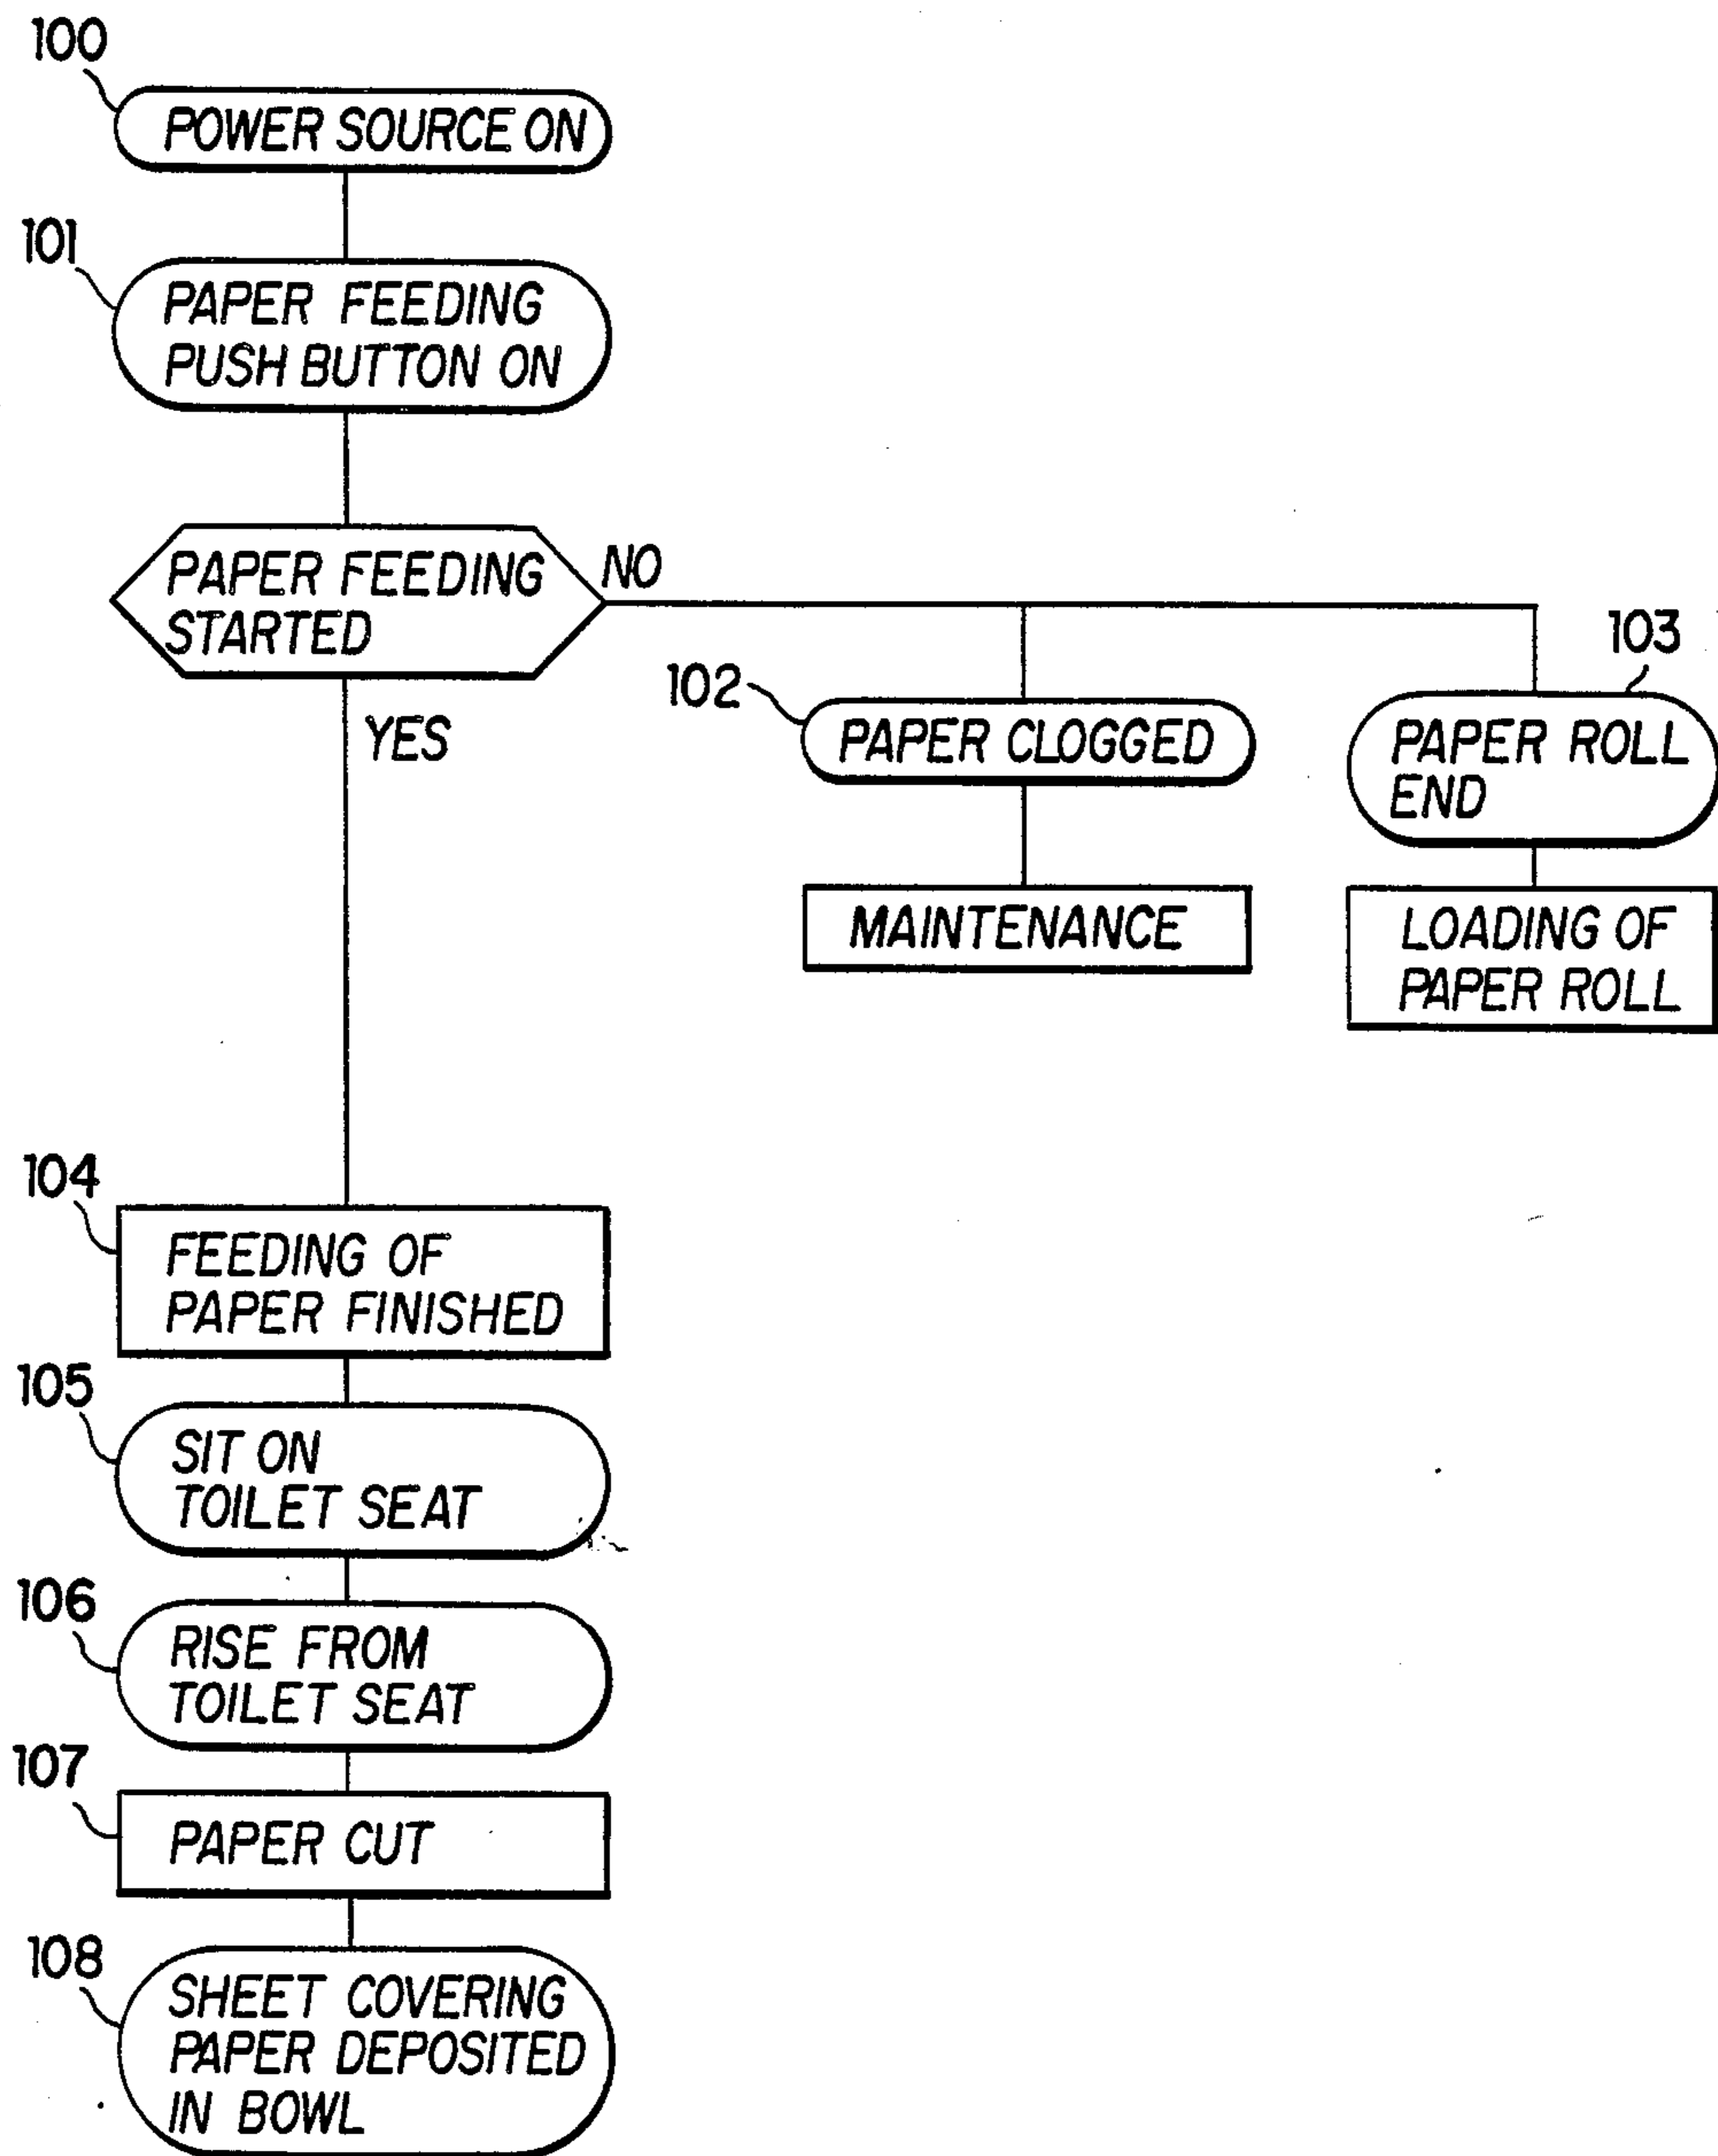 100
POWER SOURCE ON
101
PAPER FEEDING
PUSH BUTTON ON
PAPER FEEDING
STARTED
NO
YES
102
PAPER CLOGGED
MAINTENANCE
103
PAPER ROLL
END
LOADING OF
PAPER ROLL
104
FEEDING OF
PAPER FINISHED
105
SIT ON
TOILET SEAT
106
RISE FROM
TOILET SEAT
107
PAPER CUT
108
SHEET COVERING
PAPER DEPOSITED
IN BOWL